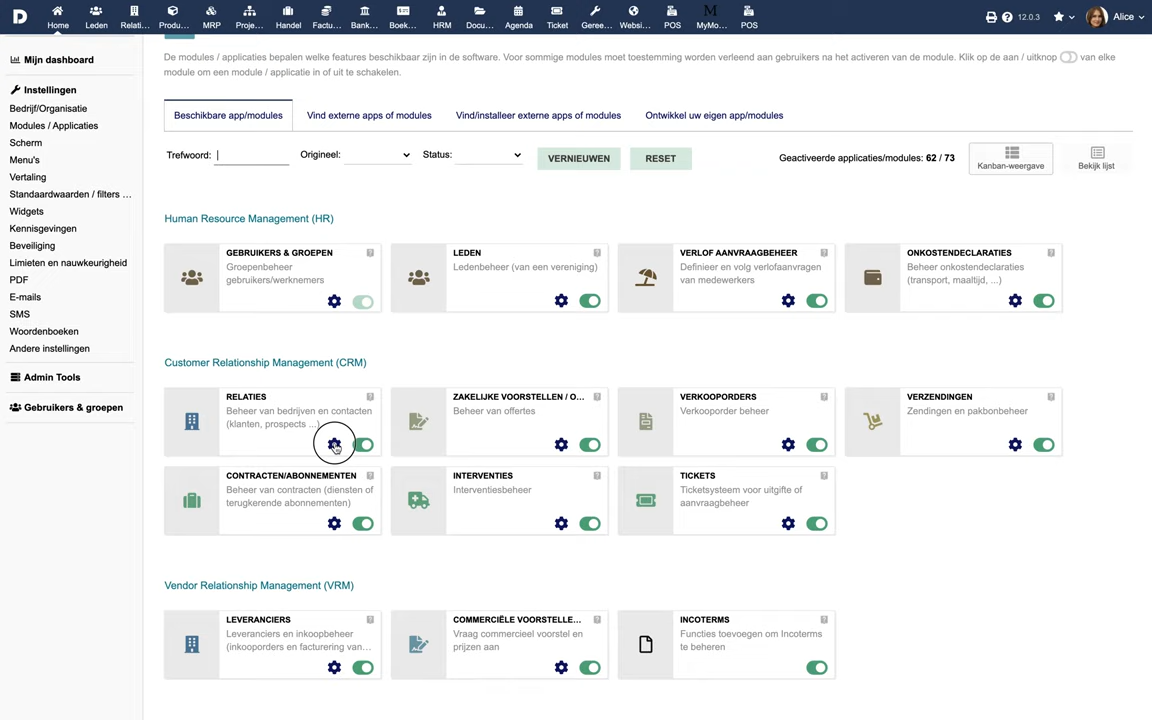 D
Home
Leden
Relati...
Produ...
MRP
Proje...
Handel
Factu...
Bank...
Boek...
HRM
Docu...
Agenda
Ticket
Geree...
Websi...
POS
M
MyMo...
POS
12.0.3
Alice
Mijn dashboard
Instellingen
Bedrijf/Organisatie
Modules / Applicaties
Scherm
Menu's
Vertaling
Standaardwaarden / filters ...
Widgets
Kennisgevingen
Beveiliging
Limieten en nauwkeurigheid
PDF
E-mails
SMS
Woordenboeken
Andere instellingen
Admin Tools
Gebruikers & groepen
De modules / applicaties bepalen welke features beschikbaar zijn in de software. Voor sommige modules moet toestemming worden verleend aan gebruikers na het activeren van de module. Klik op de aan / uitknop van elke
module om een module / applicatie in of uit te schakelen.
Beschikbare app/modules
Vind externe apps of modules
Vind/installeer externe apps of modules
Ontwikkel uw eigen app/modules
Trefwoord:
Origineel:
Status:
VERNIEUWEN
RESET
Geactiveerde applicaties/modules: 62 / 73
Kanban-weergave
Bekijk lijst
Human Resource Management (HR)
GEBRUIKERS & GROEPEN
Groepenbeheer
gebruikers/werknemers
LEDEN
Ledenbeheer (van een vereniging)
VERLOF AANVRAAGBEHEER
Definieer en volg verlofaanvragen
van medewerkers
ONKOSTENDECLARATIES
Beheer onkostendeclaraties
(transport, maaltijd, ...)
Customer Relationship Management (CRM)
RELATIES
Beheer van bedrijven en contacten
(klanten, prospects ...)
ZAKELIJKE VOORSTELLEN / O...
Beheer van offertes
VERKOOPORDERS
Verkooporder beheer
VERZENDINGEN
Zendingen en pakbonbeheer
CONTRACTEN/ABONNEMENTEN
Beheer van contracten (diensten of
terugkerende abonnementen)
INTERVENTIES
Interventiesbeheer
TICKETS
Ticketsysteem voor uitgifte of
aanvraagbeheer
Vendor Relationship Management (VRM)
LEVERANCIERS
Leveranciers en inkoopbeheer
(inkooporders en facturering van...
COMMERCIËLE VOORSTELLE...
Vraag commercieel voorstel en
prijzen aan
INCOTERMS
Functies toevoegen om Incoterms
te beheren